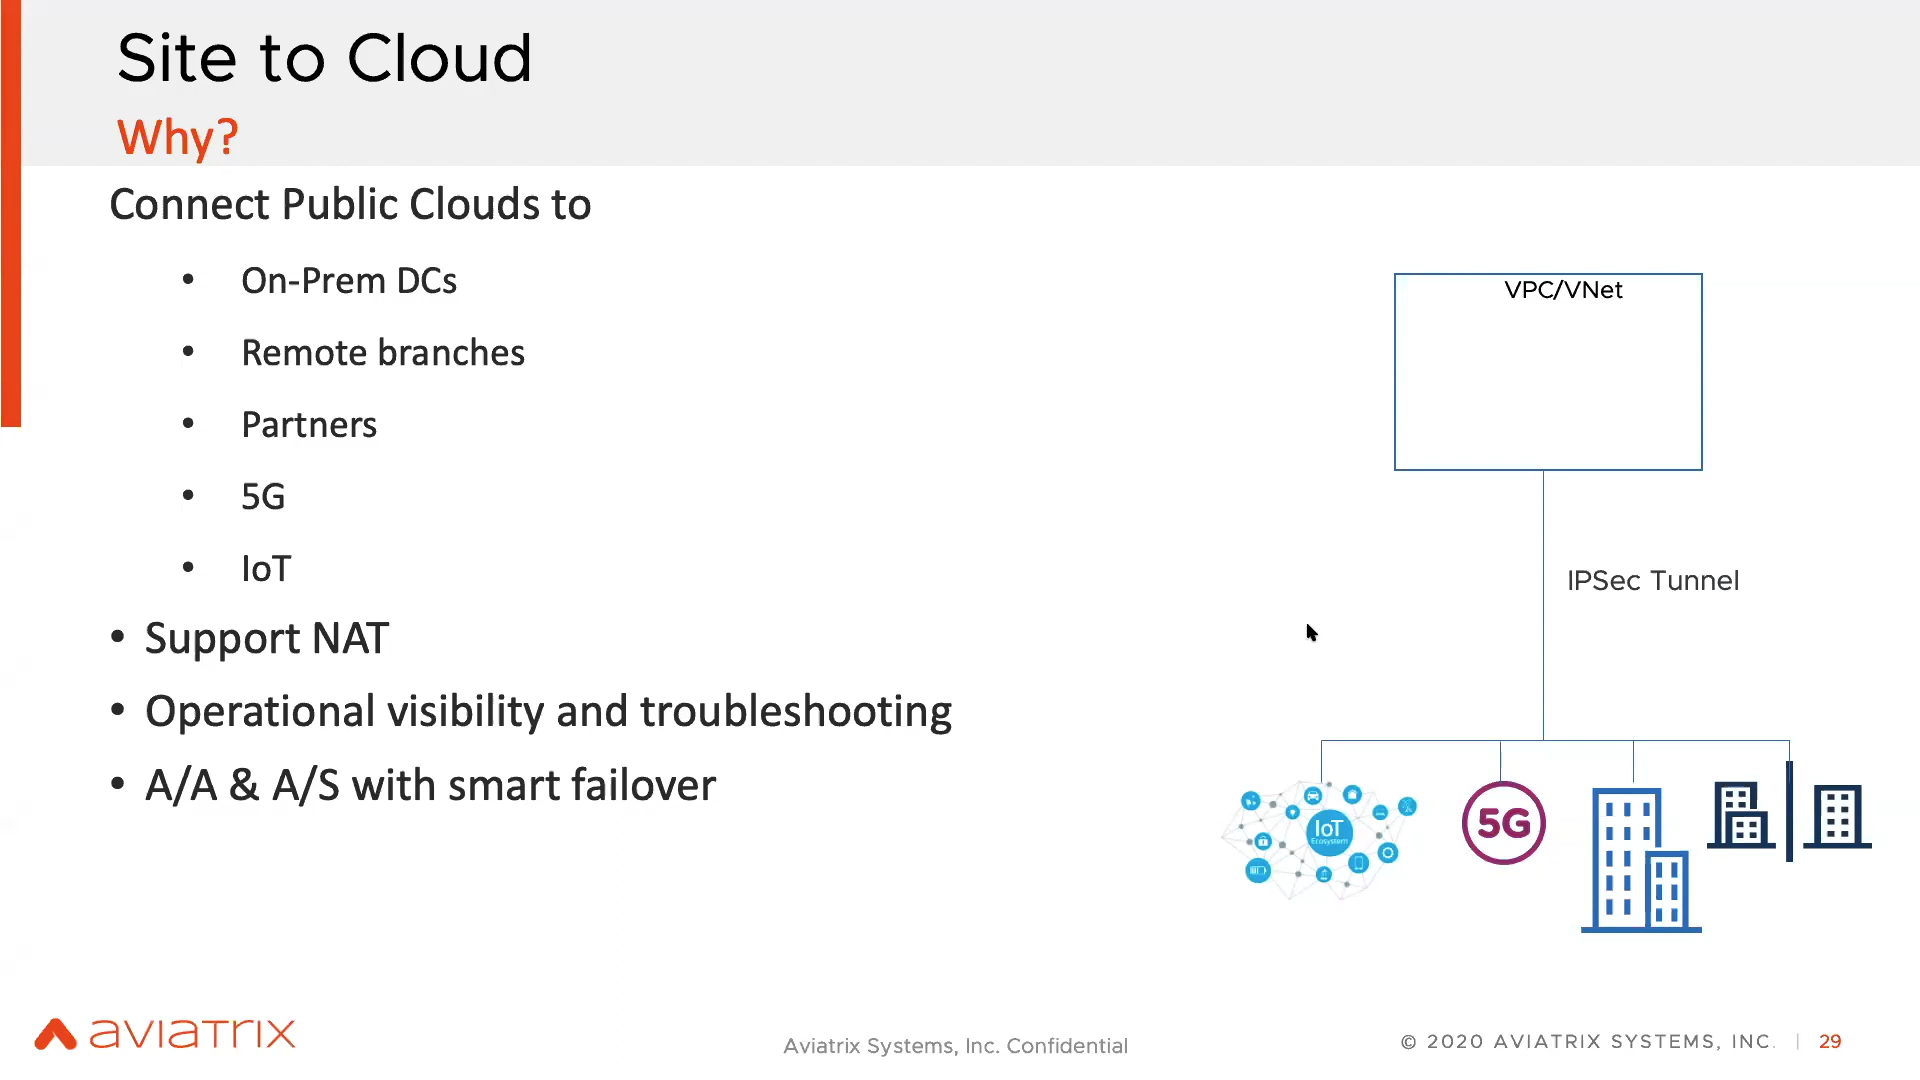 Site to Cloud
Why?
Connect Public Clouds to
• On-Prem DCs
• Remote branches
• Partners
• 5G
• IoT
• Support NAT
• Operational visibility and troubleshooting
• A/A & A/S with smart failover
VPC/VNet
IPSec Tunnel
IoT
Ecosystem
5G
AVIATRIX
Aviatrix Systems, Inc. Confidential
© 2020 AVIATRIX SYSTEMS, INC. | 29